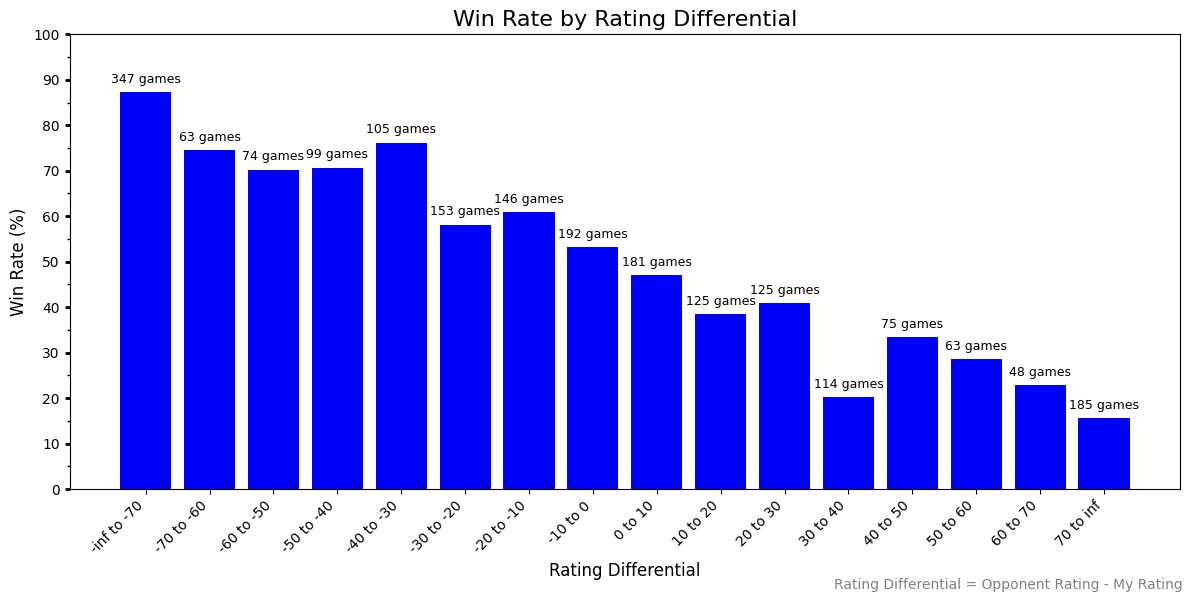 Win Rate by Rating Differential
Win Rate (%)
100
90
80
70
60
50
40
30
20
10
0
347 games
63 games
74 games
99 games
105 games
153 games
146 games
192 games
181 games
125 games
125 games
114 games
75 games
63 games
48 games
185 games
-inf to -70
-70 to -60
-60 to -50
-50 to -40
-40 to -30
-30 to -20
-20 to -10
-10 to 0
0 to 10
10 to 20
20 to 30
30 to 40
40 to 50
50 to 60
60 to 70
70 to inf
Rating Differential
Rating Differential = Opponent Rating - My Rating